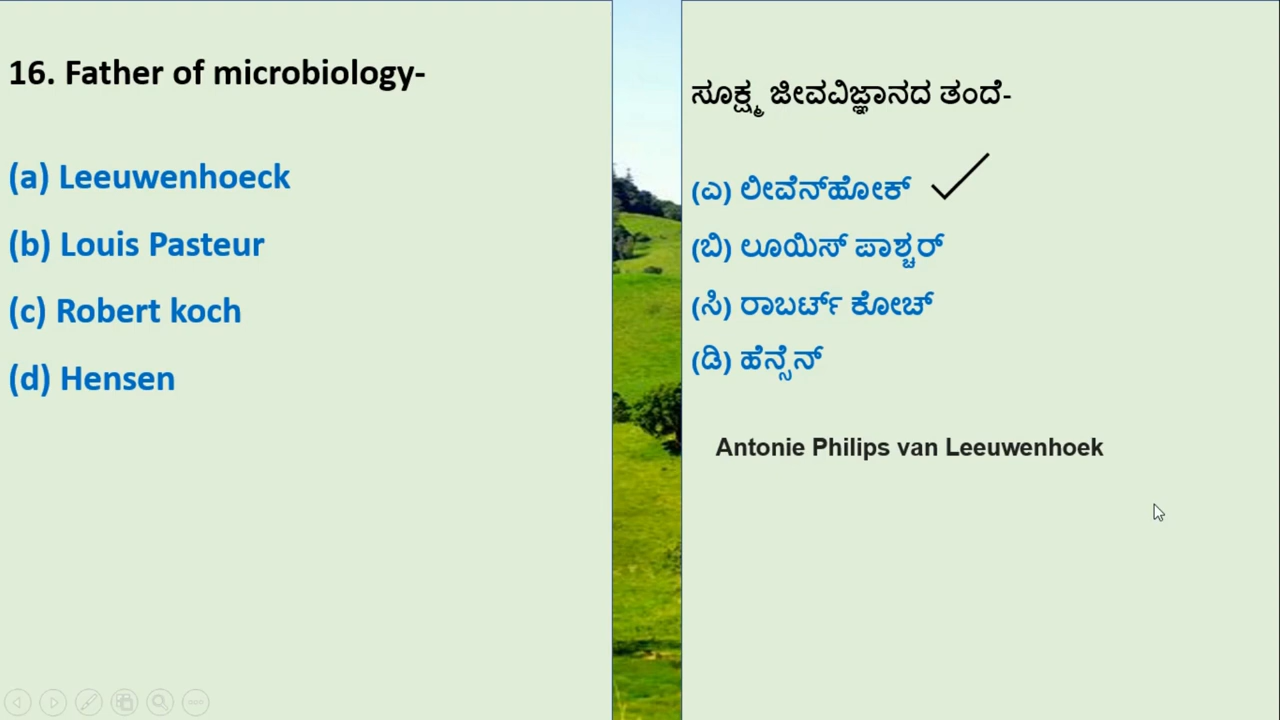 16. Father of microbiology-
(a) Leeuwenhoeck
(b) Louis Pasteur
(c) Robert koch
(d) Hensen
ಸೂಕ್ಷ್ಮ ಜೀವವಿಜ್ಞಾನದ ತಂದೆ-
(ಎ) ಲೀವೆನ್‌ಹೋಕ್
(ಬಿ) ಲೂಯಿಸ್ ಪಾಶ್ಚರ್
(ಸಿ) ರಾಬರ್ಟ್ ಕೋಚ್
(ಡಿ) ಹೆನ್ಸೆನ್
Antonie Philips van Leeuwenhoek